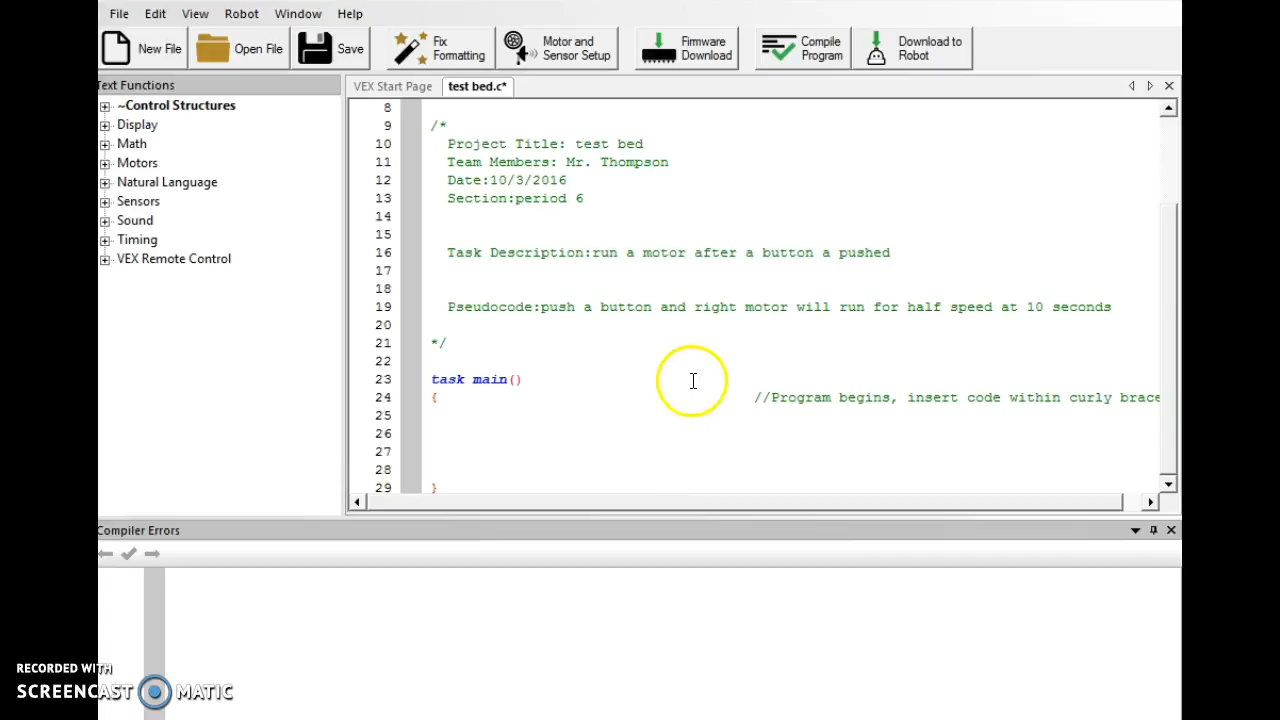 File Edit View Robot Window Help
New File Open File Save Fix Formatting Motor and Sensor Setup Firmware Download Compile Program Download to Robot
Text Functions
VEX Start Page test bed.c*
~Control Structures
Display
Math
Motors
Natural Language
Sensors
Sound
Timing
VEX Remote Control
8
9 /*
10 Project Title: test bed
11 Team Members: Mr. Thompson
12 Date:10/3/2016
13 Section:period 6
14
15
16 Task Description:run a motor after a button a pushed
17
18
19 Pseudocode:push a button and right motor will run for half speed at 10 seconds
20
21 */
22
23 task main()
24 { //Program begins, insert code within curly brace
25
26
27
28
29 }
Compiler Errors
RECORDED WITH
SCREENCAST MATIC